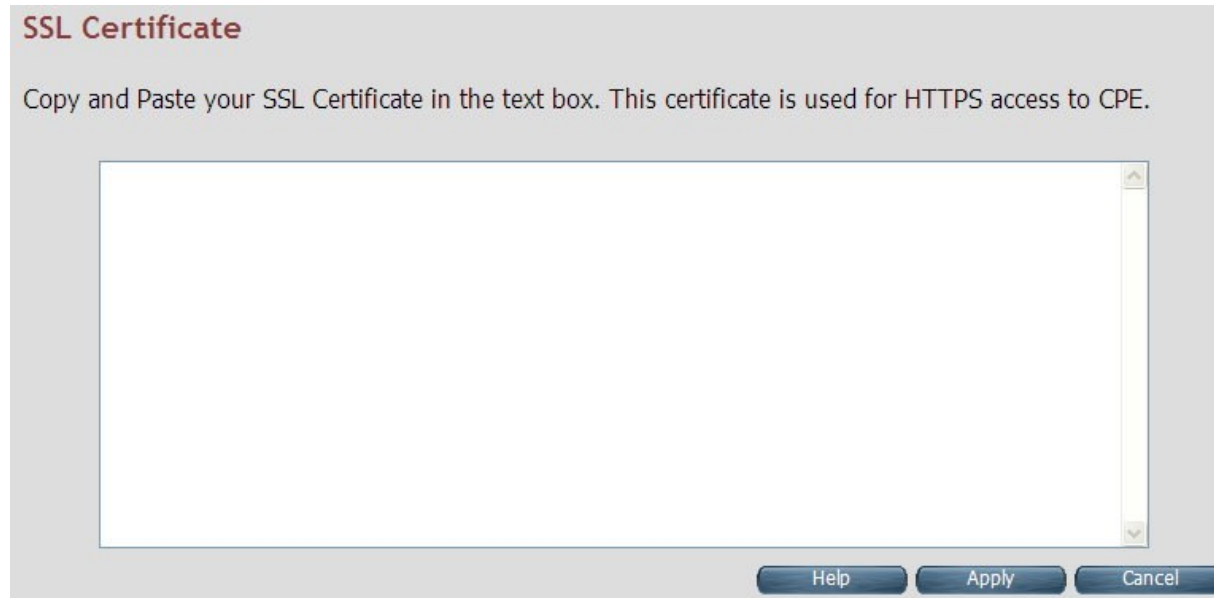 SSL Certificate
Copy and Paste your SSL Certificate in the text box. This certificate is used for HTTPS access to CPE.
Help Apply Cancel